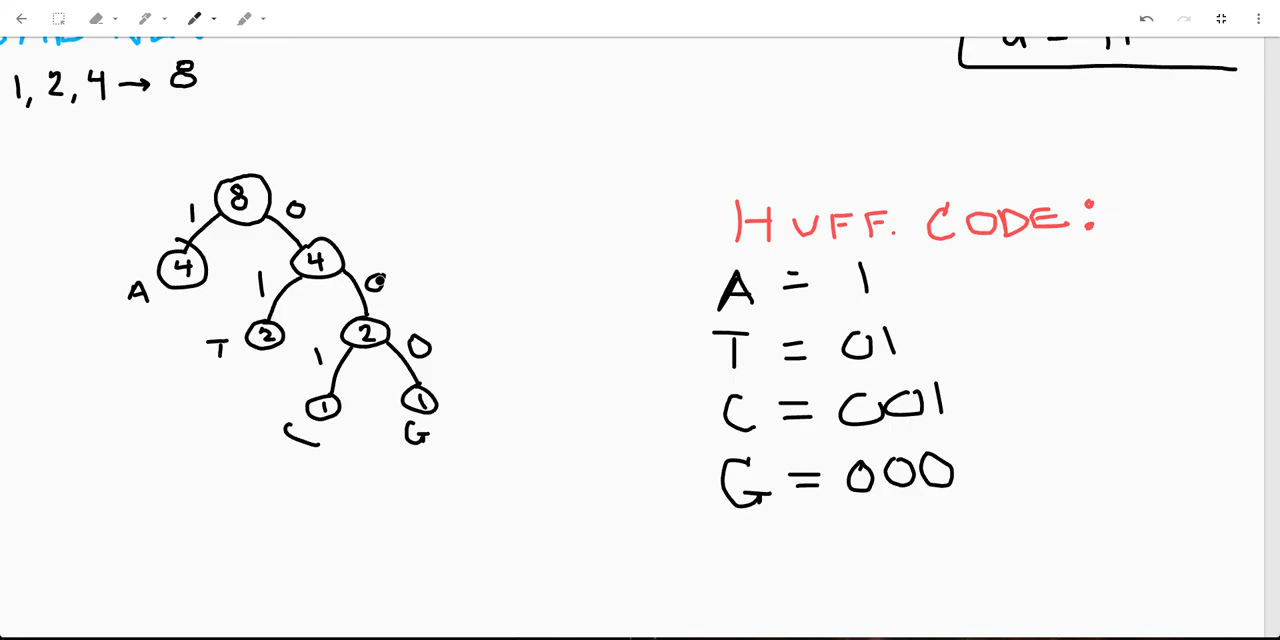 1, 2, 4 → 8
8
1 0
A 4 4
1 0
T 2 2
1 0
1 1
C G
HUFF. CODE:
A = 1
T = 01
C = 001
G = 000